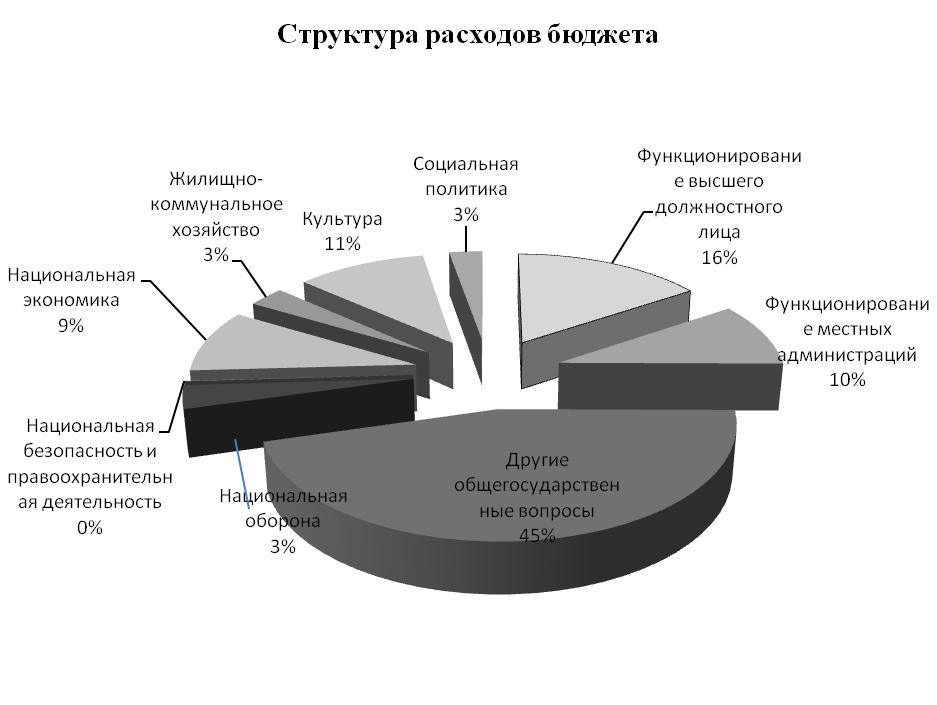 Структура расходов бюджета
Социальная
политика
3%
Функционировани
е высшего
должностного
лица
16%
Жилищно-
коммунальное
хозяйство
3%
Культура
11%
Национальная
экономика
9%
Функционировани
е местных
администраций
10%
Национальная
безопасность и
правоохранительн
ая деятельность
0%
Национальная
оборона
3%
Другие
общегосударствен
ные вопросы
45%